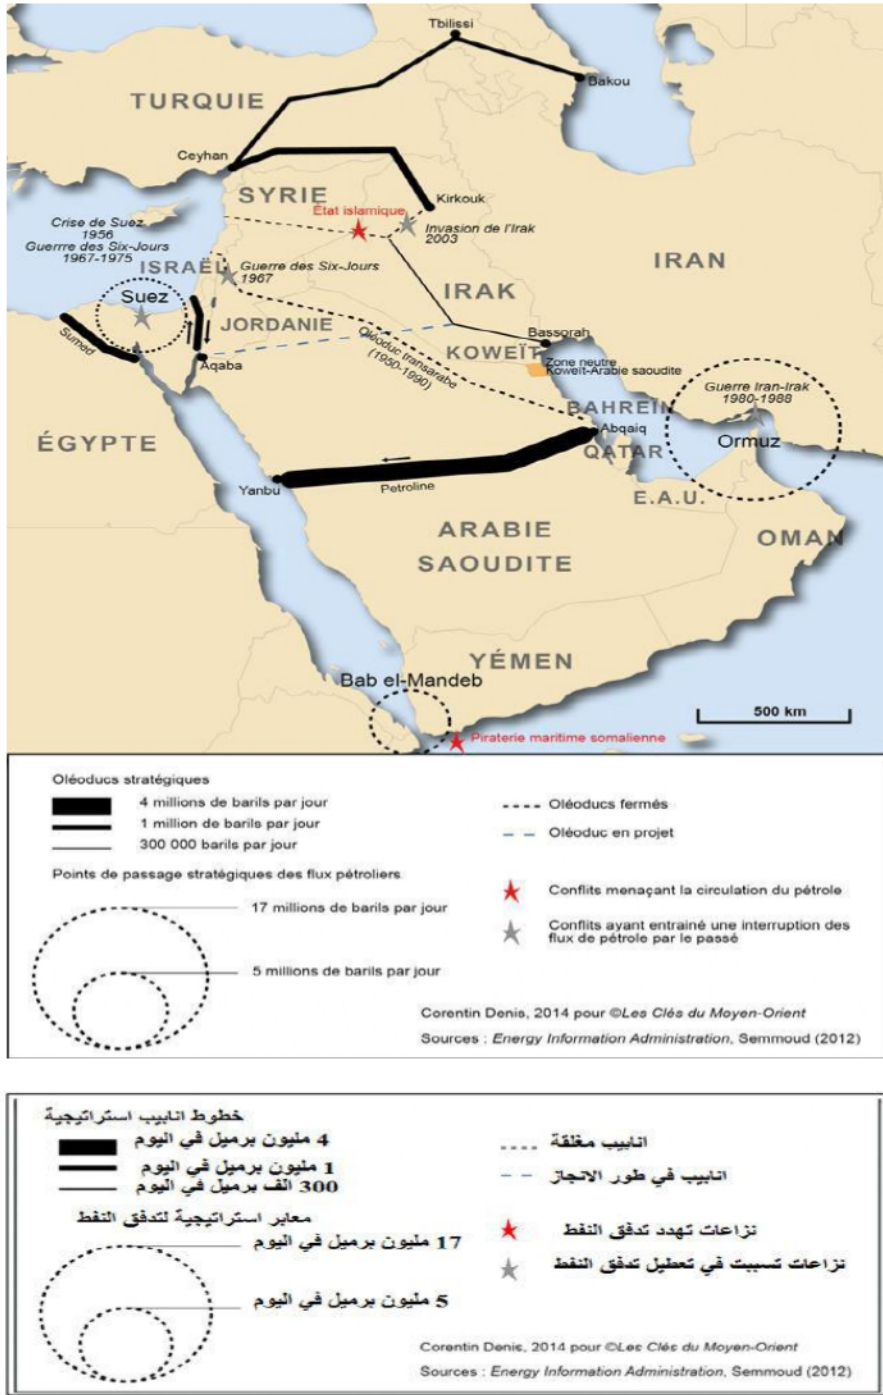 Tbilissi
Bakou
TURQUIE
Ceyhan
SYRIE
Kirkouk
État islamique
Invasion de l'Irak
2003
Crise de Suez
1956
Guerrre des Six-Jours
1967-1975
ISRAËL
Guerre des Six-Jours
1967
IRAN
IRAK
Suez
JORDANIE
Sumed
Aqaba
Oléoduc transarabe
(1950-1990)
Bassorah
KOWEÏT
Zone neutre
Koweït-Arabie saoudite
Guerre Iran-Irak
1980-1988
BAHREIN
Abqaiq
Ormuz
QATAR
ÉGYPTE
Yanbu
Petroline
E.A.U.
ARABIE
SAOUDITE
OMAN
YÉMEN
Bab el-Mandeb
500 km
Piraterie maritime somalienne
Oléoducs stratégiques
4 millions de barils par jour
1 million de barils par jour
300 000 barils par jour
Points de passage stratégiques des flux pétroliers
17 millions de barils par jour
5 millions de barils par jour
Oléoducs fermés
Oléoduc en projet
Conflits menaçant la circulation du pétrole
Conflits ayant entrainé une interruption des
flux de pétrole par le passé
Corentin Denis, 2014 pour ©Les Clés du Moyen-Orient
Sources : Energy Information Administration, Semmoud (2012)
خطوط انابيب استراتيجية
4 مليون برميل في اليوم
1 مليون برميل في اليوم
300 الف برميل في اليوم
معابر استراتيجية لتدفق النفط
17 مليون برميل في اليوم
5 مليون برميل في اليوم
انابيب مغلقة
انابيب في طور الانجاز
نزاعات تهدد تدفق النفط
نزاعات تسببت في تعطيل تدفق النفط
Corentin Denis, 2014 pour ©Les Clés du Moyen-Orient
Sources : Energy Information Administration, Semmoud (2012)